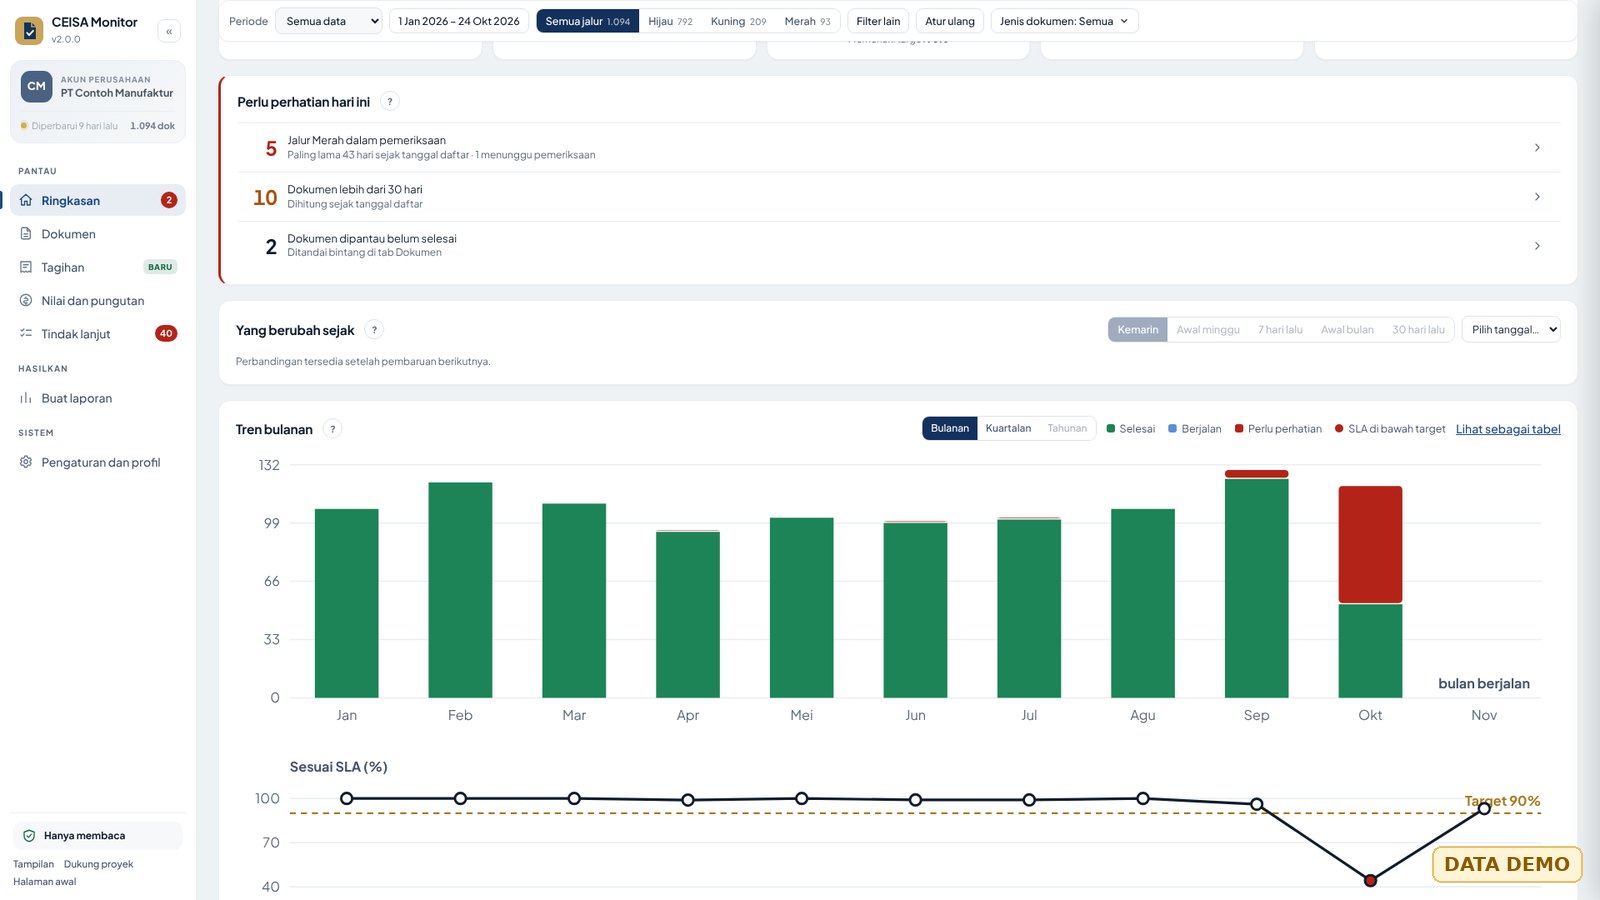 CEISA Monitor
v2.0.0
«
CM
AKUN PERUSAHAAN
PT Contoh Manufaktur
Diperbarui 9 hari lalu 1.094 dok
PANTAU
Ringkasan 2
Dokumen
Tagihan BARU
Nilai dan pungutan
Tindak lanjut 40
HASILKAN
Buat laporan
SISTEM
Pengaturan dan profil
Hanya membaca
Tampilan Dukung proyek
Halaman awal
Periode Semua data 1 Jan 2026 – 24 Okt 2026 Semua jalur 1.094 Hijau 792 Kuning 209 Merah 93 Filter lain Atur ulang Jenis dokumen: Semua
Perlu perhatian hari ini ?
5 Jalur Merah dalam pemeriksaan
Paling lama 43 hari sejak tanggal daftar · 1 menunggu pemeriksaan
10 Dokumen lebih dari 30 hari
Dihitung sejak tanggal daftar
2 Dokumen dipantau belum selesai
Ditandai bintang di tab Dokumen
Yang berubah sejak ? Kemarin Awal minggu 7 hari lalu Awal bulan 30 hari lalu Pilih tanggal...
Perbandingan tersedia setelah pembaruan berikutnya.
Tren bulanan ? Bulanan Kuartalan Tahunan Selesai Berjalan Perlu perhatian SLA di bawah target Lihat sebagai tabel
132
99
66
33
0
bulan berjalan
Jan Feb Mar Apr Mei Jun Jul Agu Sep Okt Nov
Sesuai SLA (%)
100
70
40
Target 90%
DATA DEMO